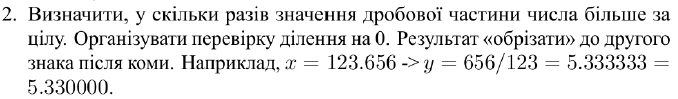 2. Визначити, у скільки разів значення дробової частини числа більше за
цілу. Організувати перевірку ділення на 0. Результат «обрізати» до другого
знака після коми. Наприклад, x = 123.656 -> y = 656/123 = 5.333333 =
5.330000.